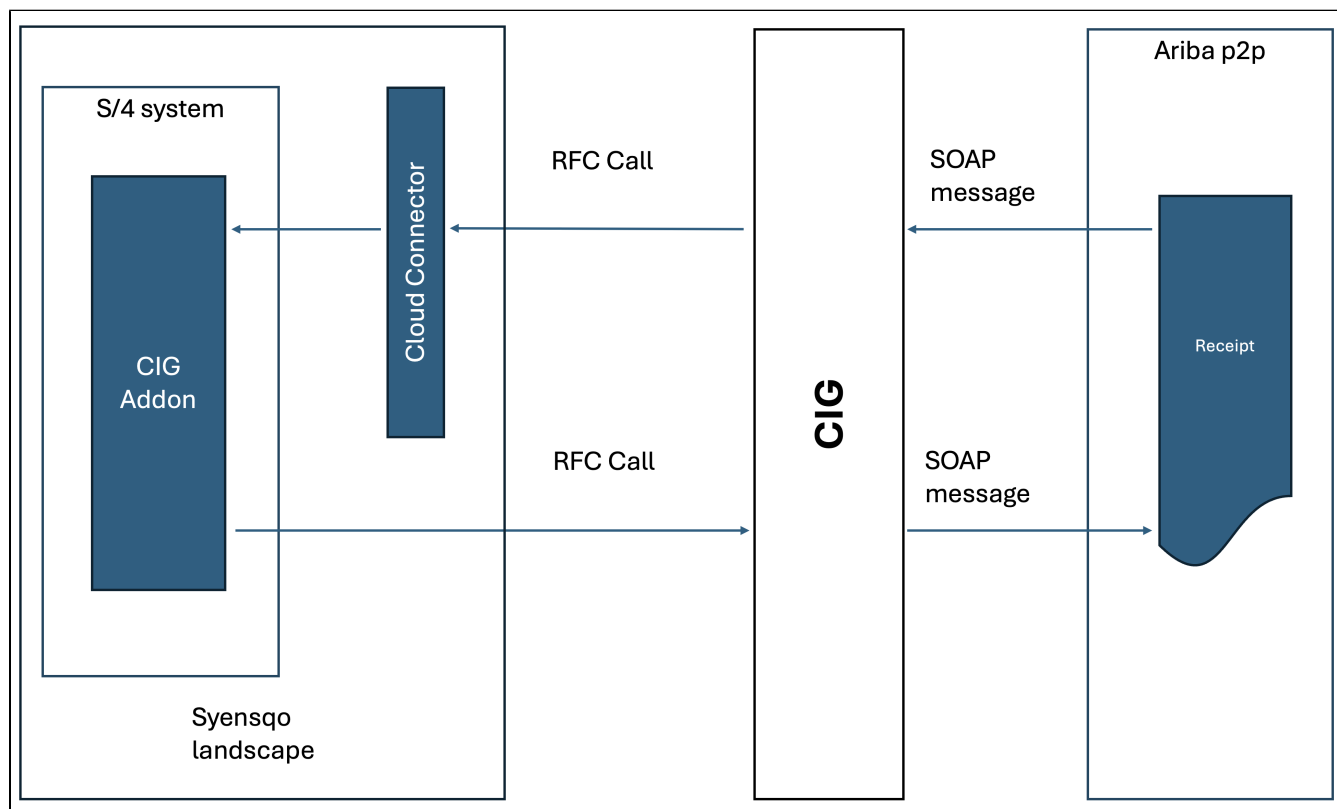 Ariba p2p
S/4 system
RFC Call
SOAP
message
Cloud Connector
Receipt
CIG
Addon
CIG
RFC Call
SOAP
message
Syensqo
landscape